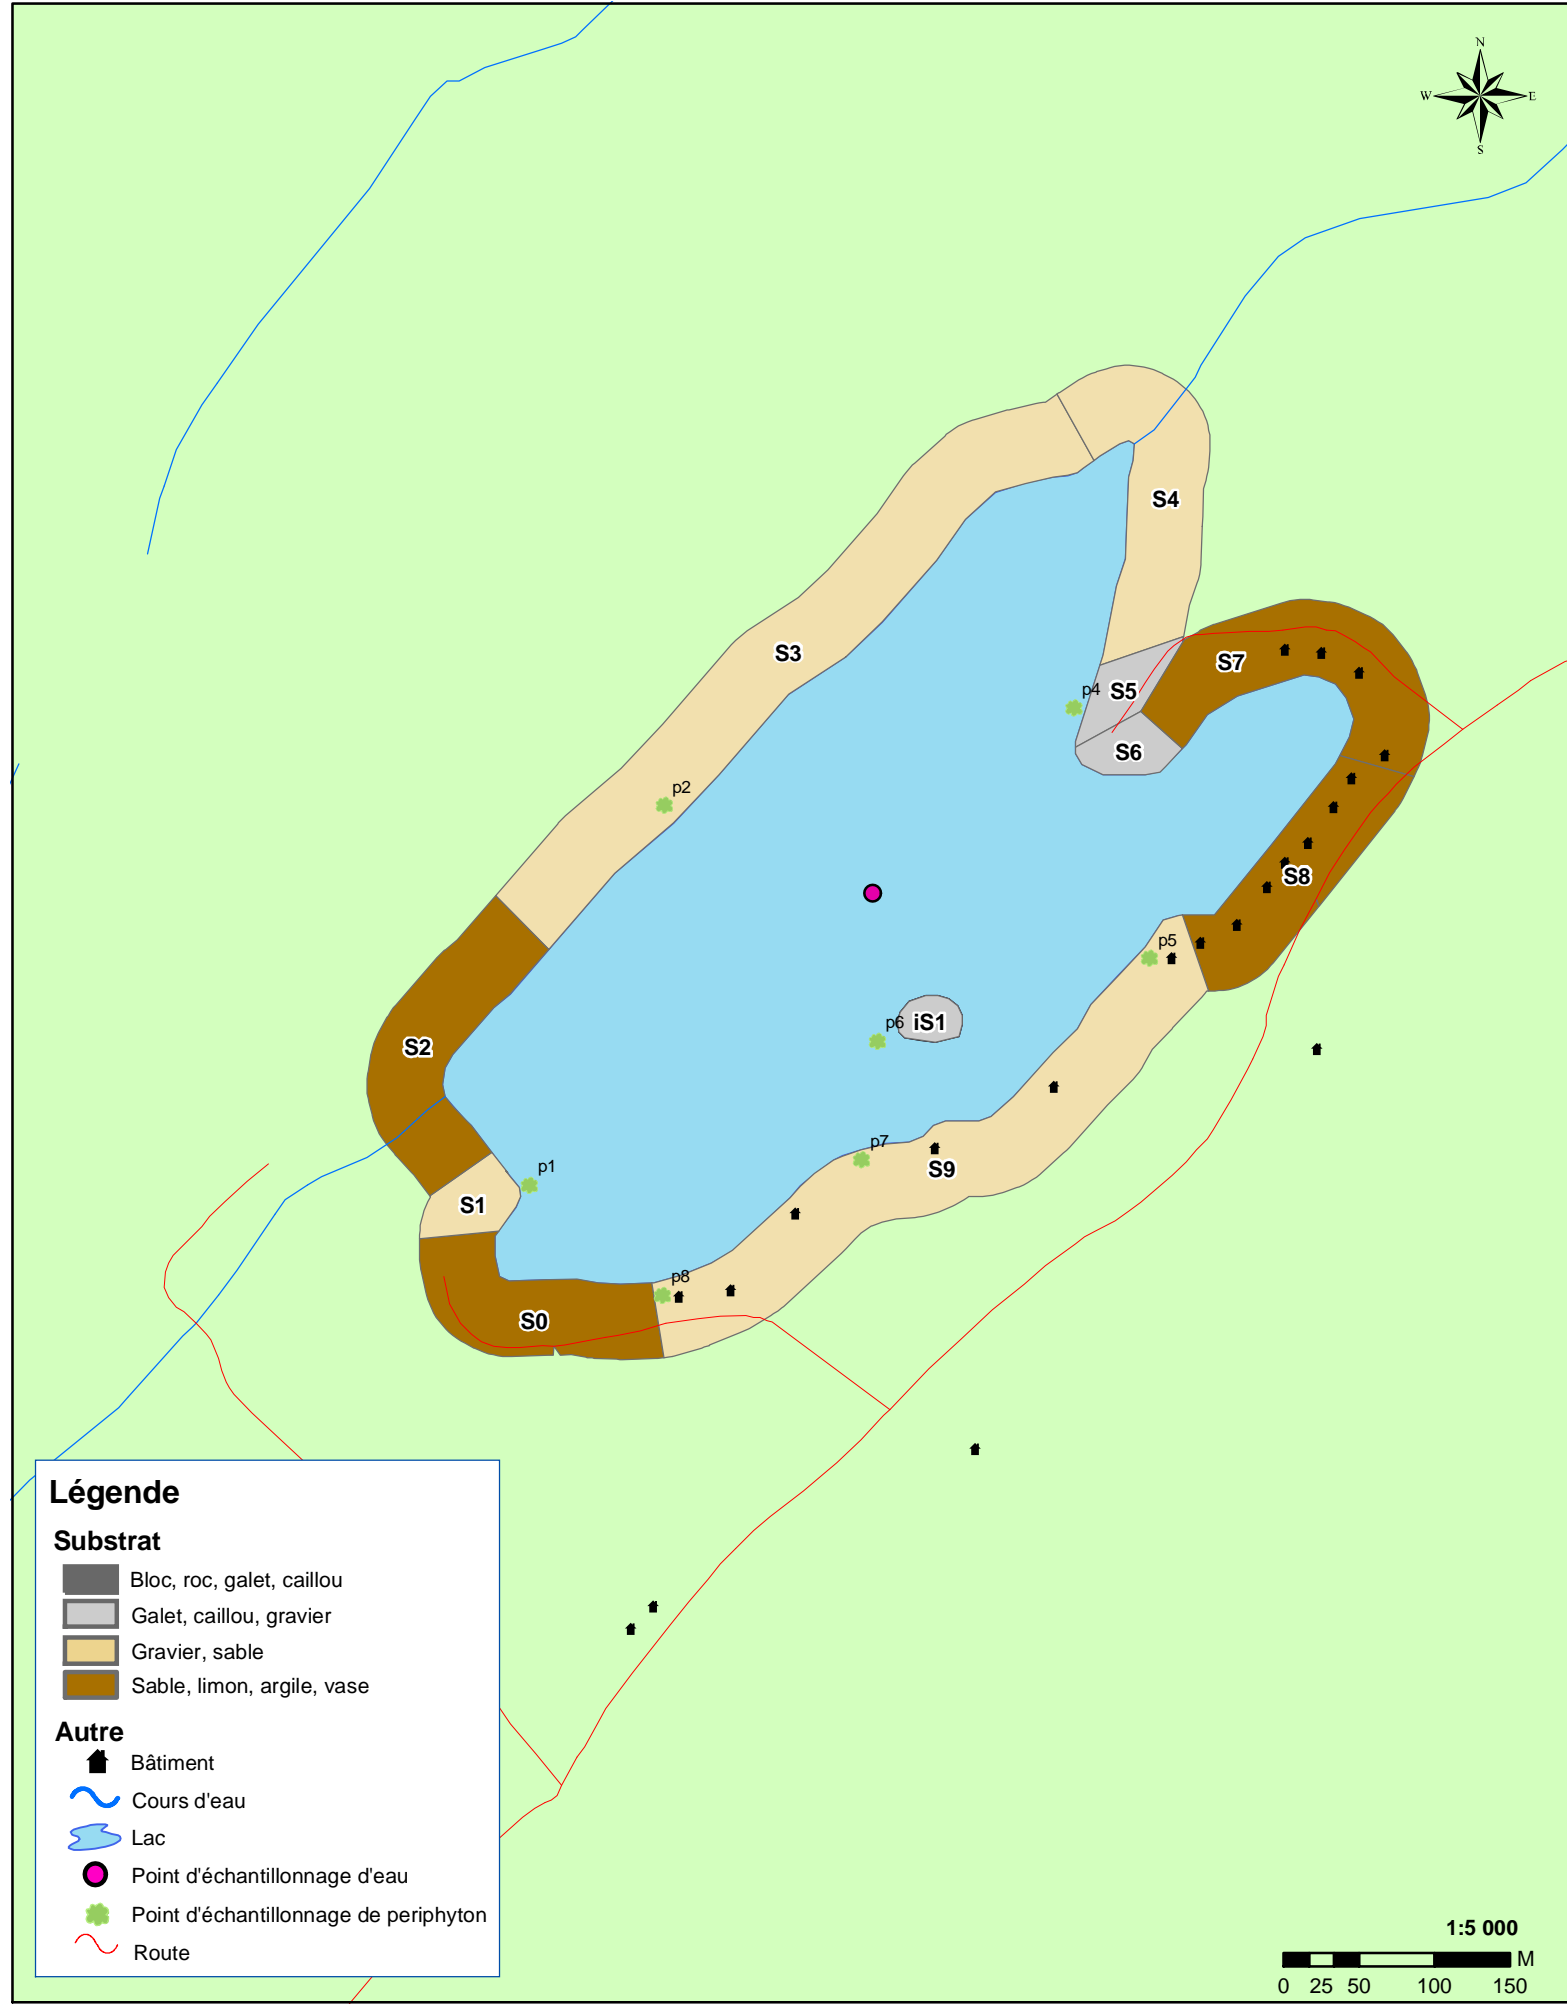 N
W E
S
S4
S3
S7
p4 S5
S6
p2
S8
p5
p6 iS1
S2
p7
p1
S9
S1
p8
S0
Légende
Substrat
Bloc, roc, galet, caillou
Galet, caillou, gravier
Gravier, sable
Sable, limon, argile, vase
Autre
Bâtiment
Cours d'eau
Lac
Point d'échantillonnage d'eau
Point d'échantillonnage de periphyton
Route
1:5 000
M
0 25 50 100 150